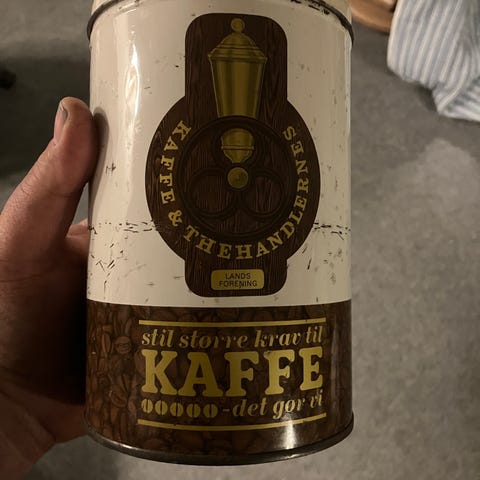 KAFFE & THEHANDLERNES
LANDS
FORENING
stil større krav til
KAFFE
-det gør vi